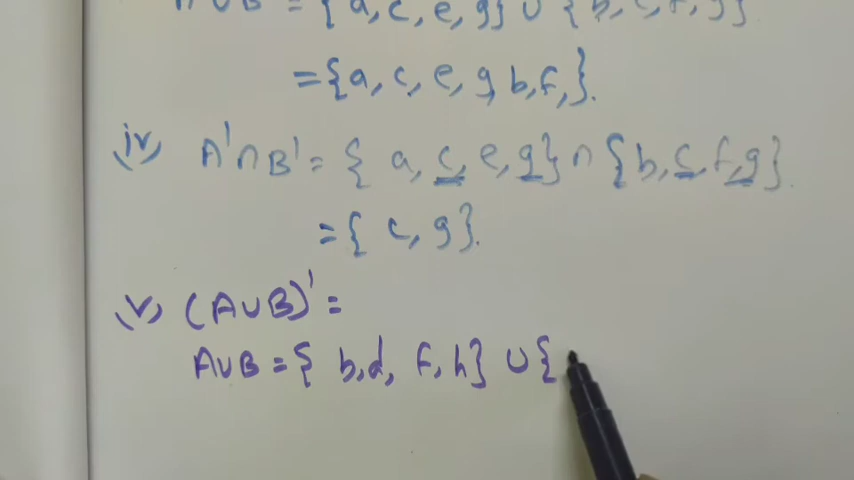 ∪B = {a, c, e, g} ∪ {b, c, f, g}
= {a, c, e, g, b, f, }.
iv, A' ∩ B' = { a, c, e, g} ∩ { b, c, f, g}
= { c, g}.
v, (A∪B)' =
A∪B = { b, d, f, h} ∪ {